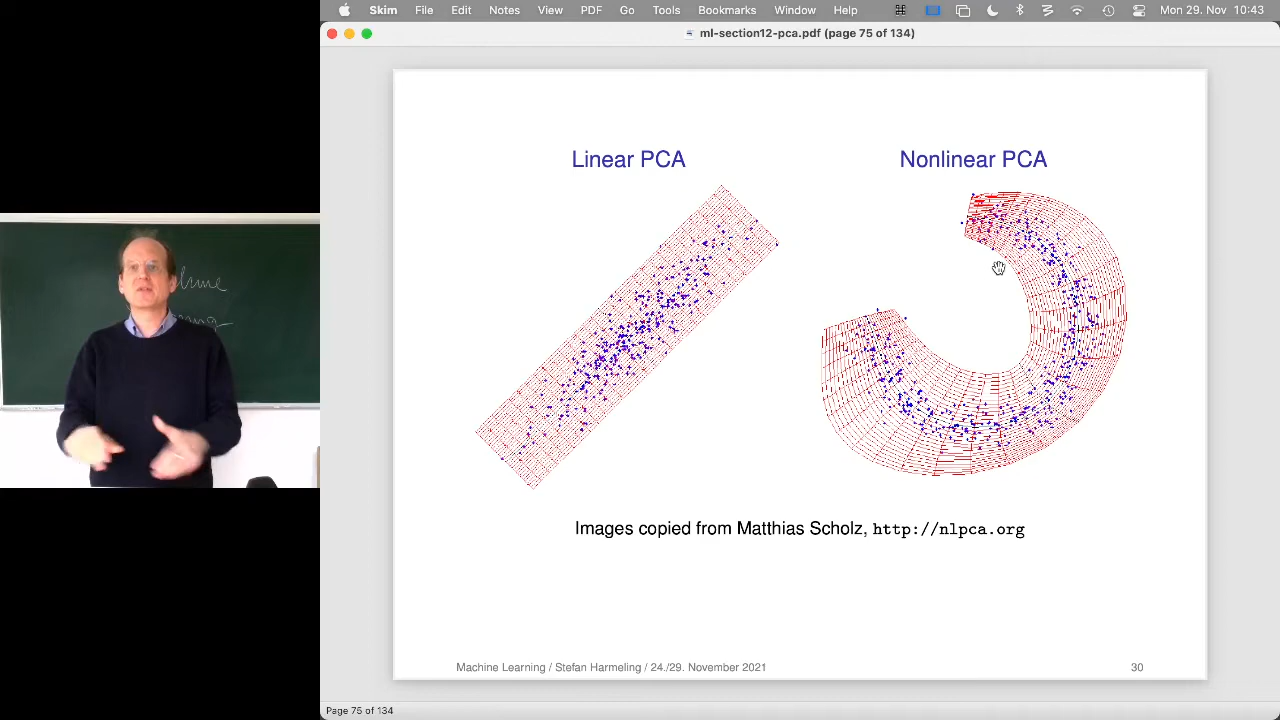 Skim File Edit Notes View PDF Go Tools Bookmarks Window Help Mon 29. Nov 10:43
ml-section12-pca.pdf (page 75 of 134)
Linear PCA Nonlinear PCA
Images copied from Matthias Scholz, http://nlpca.org
Machine Learning / Stefan Harmeling / 24./29. November 2021 30
Page 75 of 134